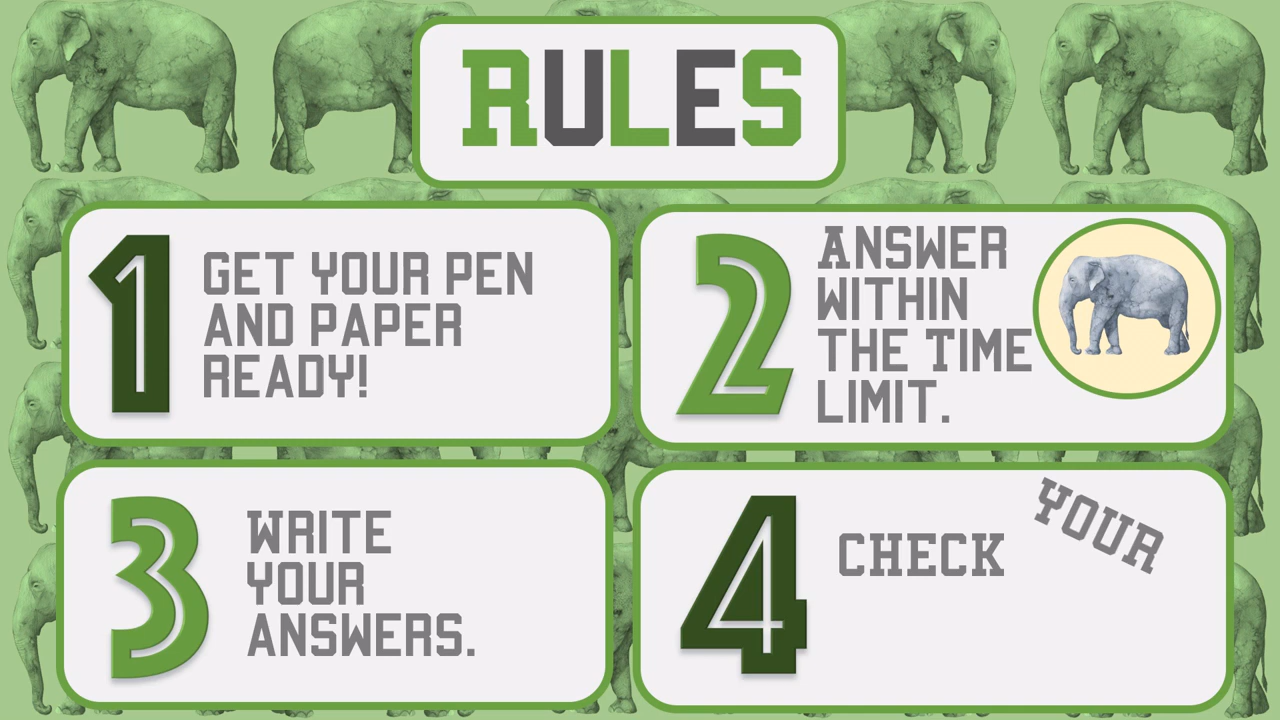 RULES
1
GET YOUR PEN
AND PAPER
READY!
2
ANSWER
WITHIN
THE TIME
LIMIT.
3
WRITE
YOUR
ANSWERS.
4
CHECK YOUR